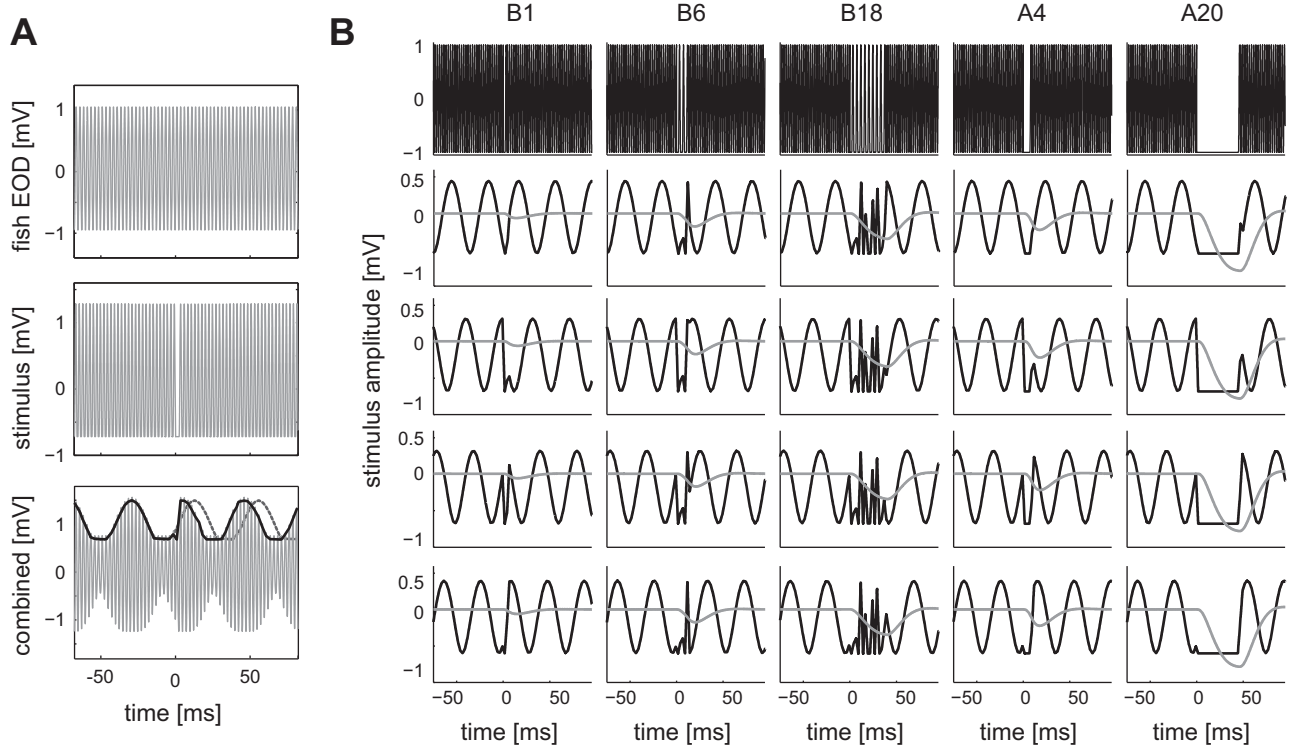 A
fish EOD [mV]
1
0
−1
stimulus [mV]
1
0
−1
combined [mV]
1
0
−1
-50 0 50
time [ms]
B
B1 B6 B18 A4 A20
1
0
−1
stimulus amplitude [mV]
0.5
0
−1
0.5
0
−1
0.5
0
−1
0.5
0
−1
−50 0 50 −50 0 50 −50 0 50 −50 0 50 −50 0 50
time [ms] time [ms] time [ms] time [ms] time [ms]